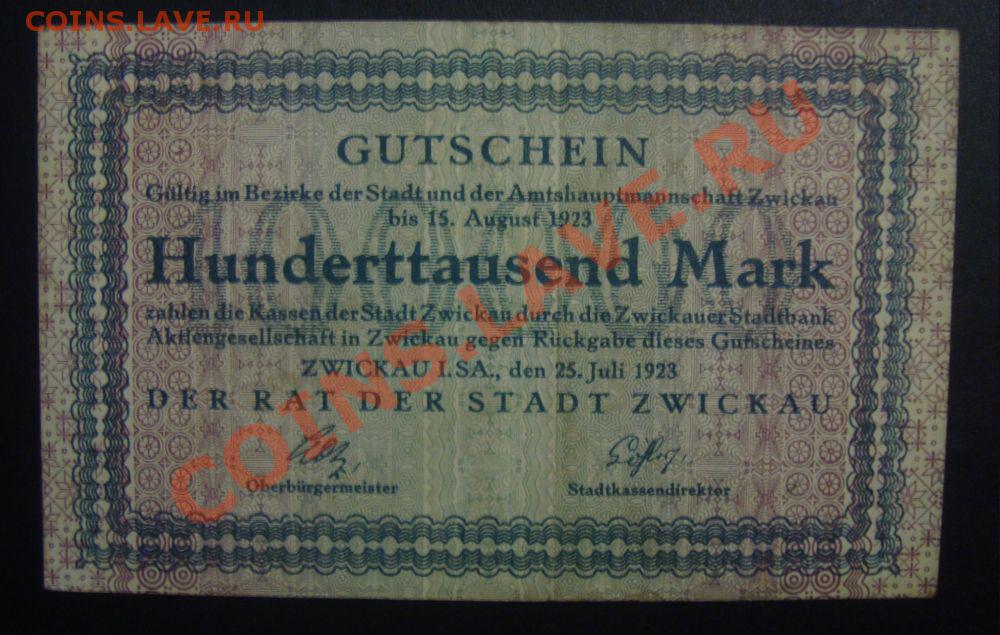 COINS.LAVE.RU
GUTSCHEIN
Gültig im Bezirke der Stadt und der Amtshauptmannschaft Zwickau
bis 15. August 1923
Hunderttausend Mark
zahlen die Kassen der Stadt Zwickau durch die Zwickauer Stadtbank
Aktiengesellschaft in Zwickau gegen Rückgabe dieses Gutscheines
ZWICKAU I. SA., den 25. Juli 1923
DER RAT DER STADT ZWICKAU
Oberbürgermeister
Stadtkassendirektor
COINS.LAVE.RU